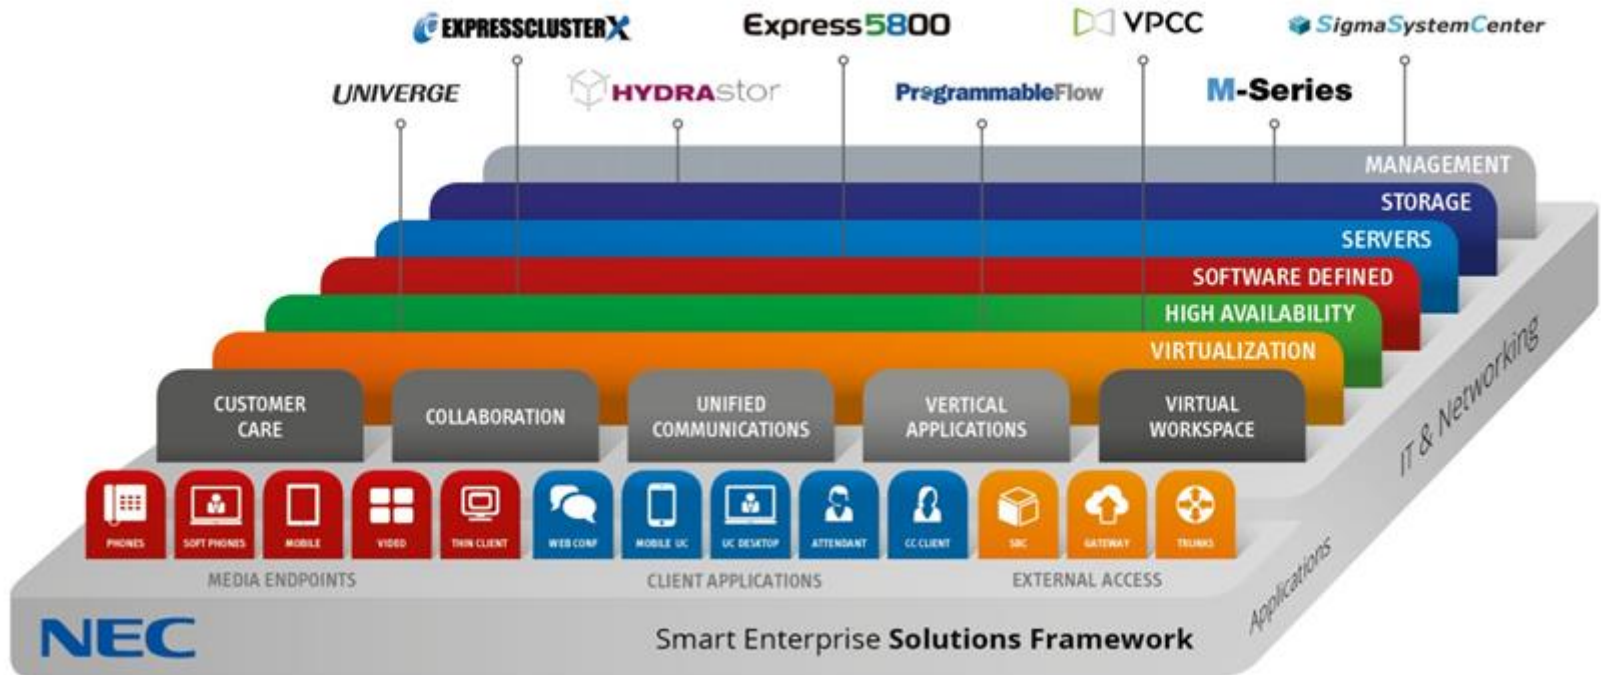 EXPRESSCLUSTER X
Express5800
VPCC
SigmaSystemCenter
UNIVERGE
HYDRAstor
ProgrammableFlow
M-Series
MANAGEMENT
STORAGE
SERVERS
SOFTWARE DEFINED
HIGH AVAILABILITY
VIRTUALIZATION
CUSTOMER
CARE
COLLABORATION
UNIFIED
COMMUNICATIONS
VERTICAL
APPLICATIONS
VIRTUAL
WORKSPACE
IT & Networking
PHONES
SOFT PHONES
MOBILE
VIDEO
THIN CLIENT
WEB CONF
MOBILE UC
UC DESKTOP
ATTENDANT
CC CLIENT
SBC
GATEWAY
TRUNKS
MEDIA ENDPOINTS
CLIENT APPLICATIONS
EXTERNAL ACCESS
Applications
NEC
Smart Enterprise Solutions Framework